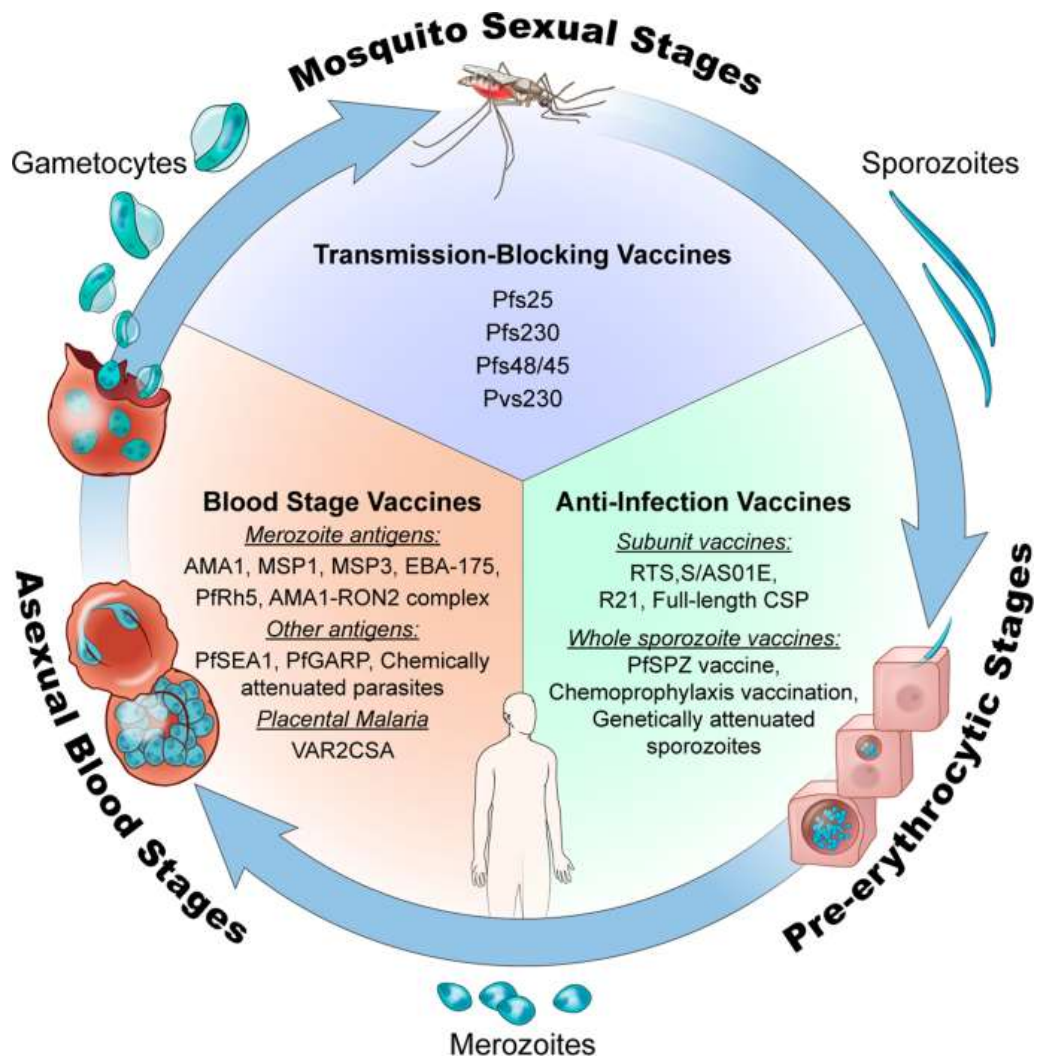 Mosquito Sexual Stages
Gametocytes
Sporozoites
Transmission-Blocking Vaccines
Pfs25
Pfs230
Pfs48/45
Pvs230
Blood Stage Vaccines
Merozoite antigens:
AMA1, MSP1, MSP3, EBA-175,
PfRh5, AMA1-RON2 complex
Other antigens:
PfSEA1, PfGARP, Chemically
attenuated parasites
Placental Malaria
VAR2CSA
Anti-Infection Vaccines
Subunit vaccines:
RTS,S/AS01E,
R21, Full-length CSP
Whole sporozoite vaccines:
PfSPZ vaccine,
Chemoprophylaxis vaccination,
Genetically attenuated
sporozoites
Asexual Blood Stages
Pre-erythrocytic Stages
Merozoites